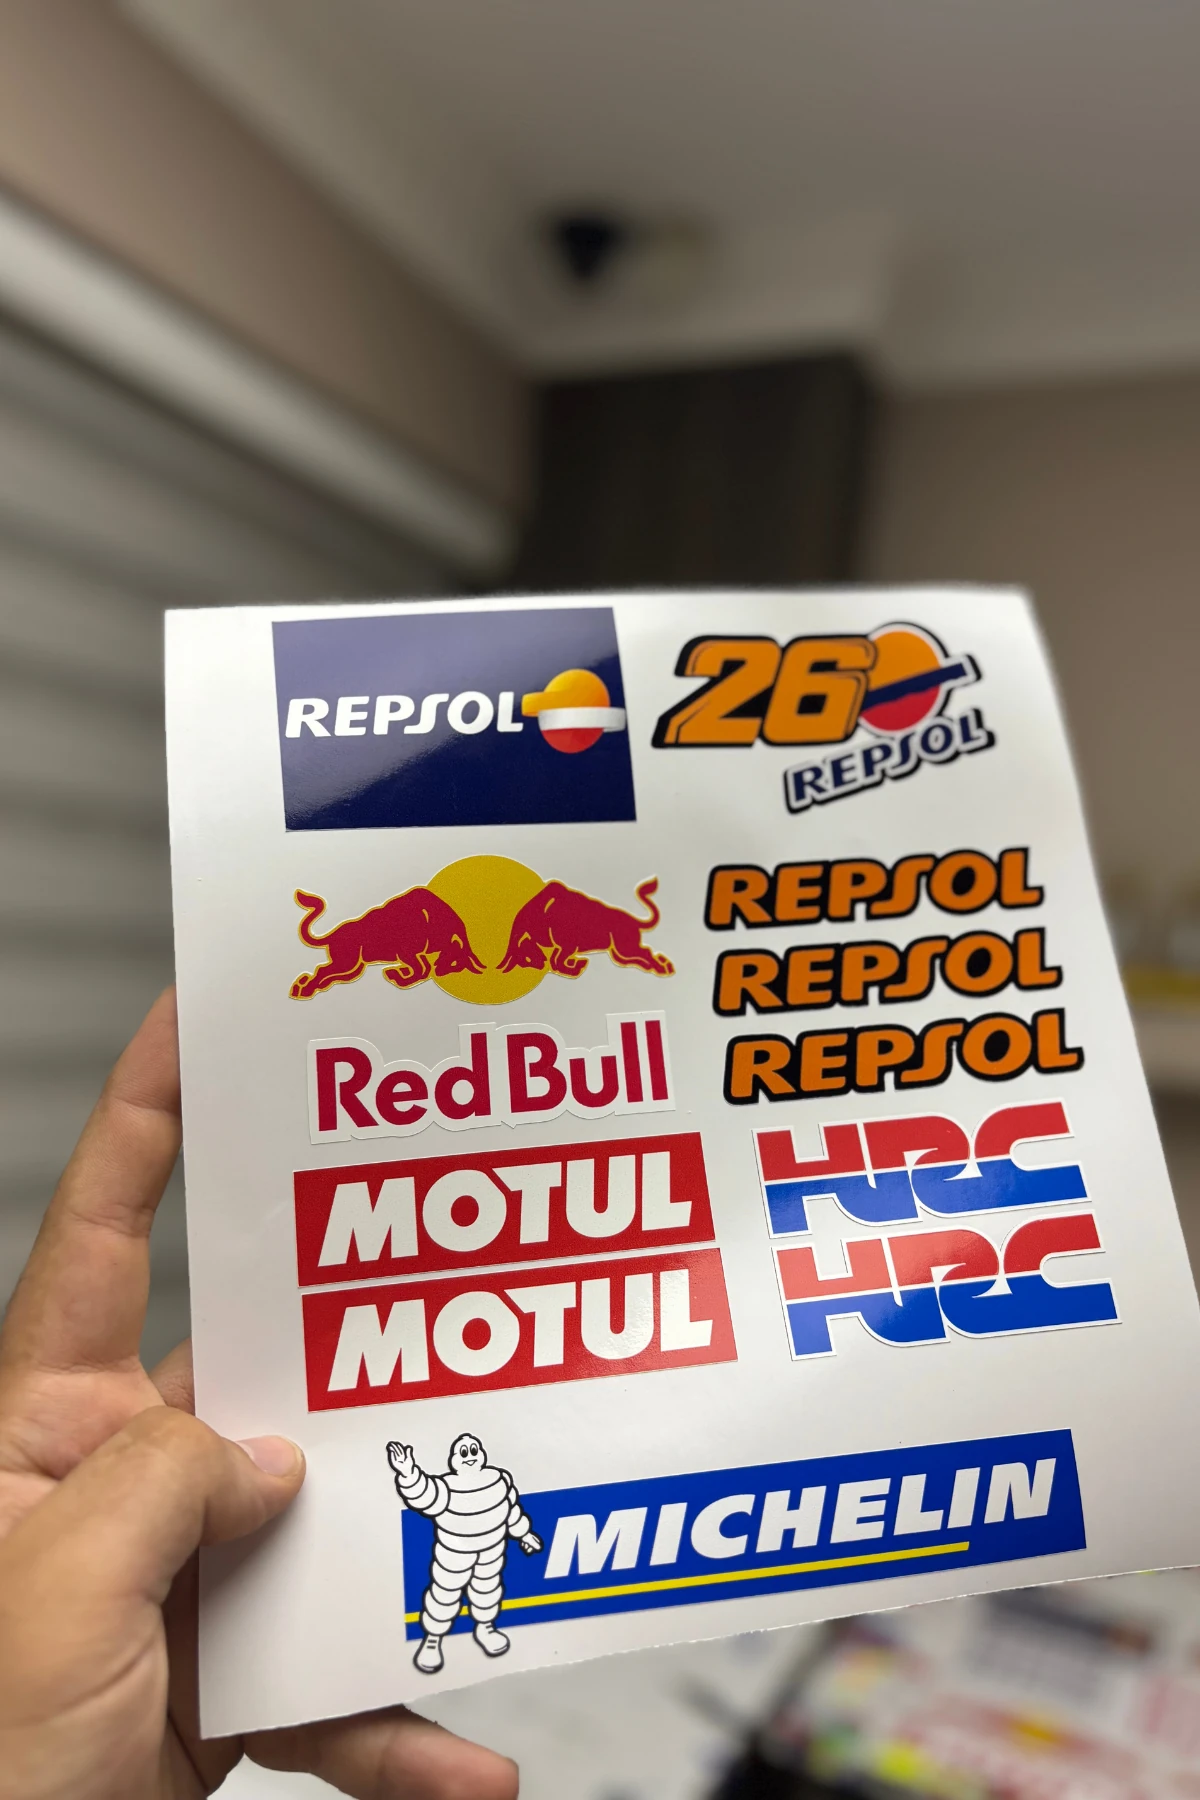 REPSOL
26
REPSOL
REPSOL
REPSOL
REPSOL
Red Bull
MOTUL
MOTUL
HRC
HRC
MICHELIN